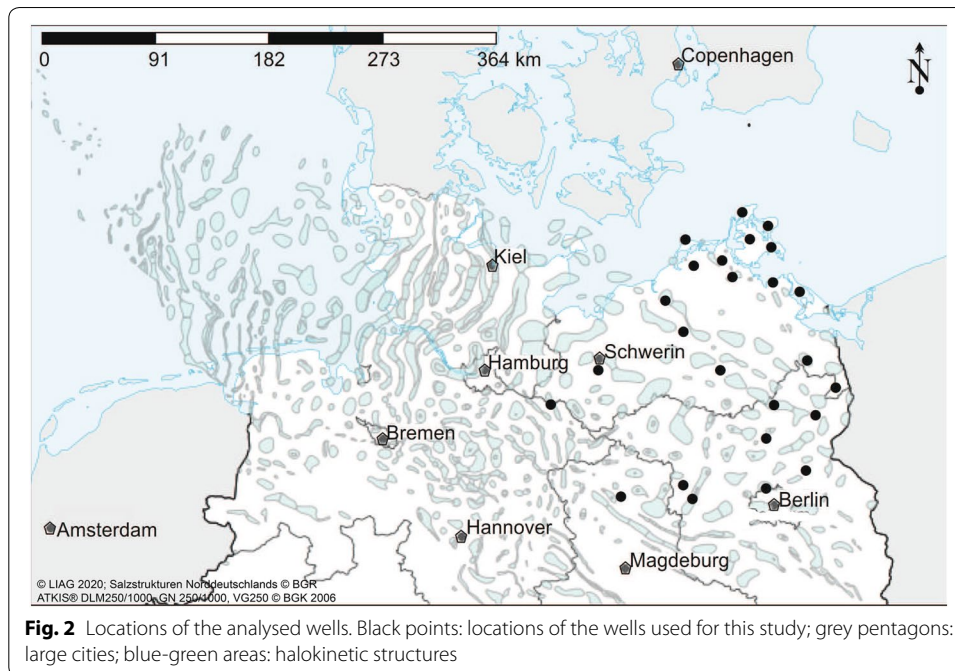 0 91 182 273 364 km
Copenhagen
N
Kiel
Hamburg
Schwerin
Bremen
Berlin
Amsterdam
Hannover
Magdeburg
© LIAG 2020; Salzstrukturen Norddeutschlands © BGR
ATKIS® DLM250/1000, GN 250/1000, VG250 © BGK 2006
Fig. 2 Locations of the analysed wells. Black points: locations of the wells used for this study; grey pentagons:
large cities; blue-green areas: halokinetic structures